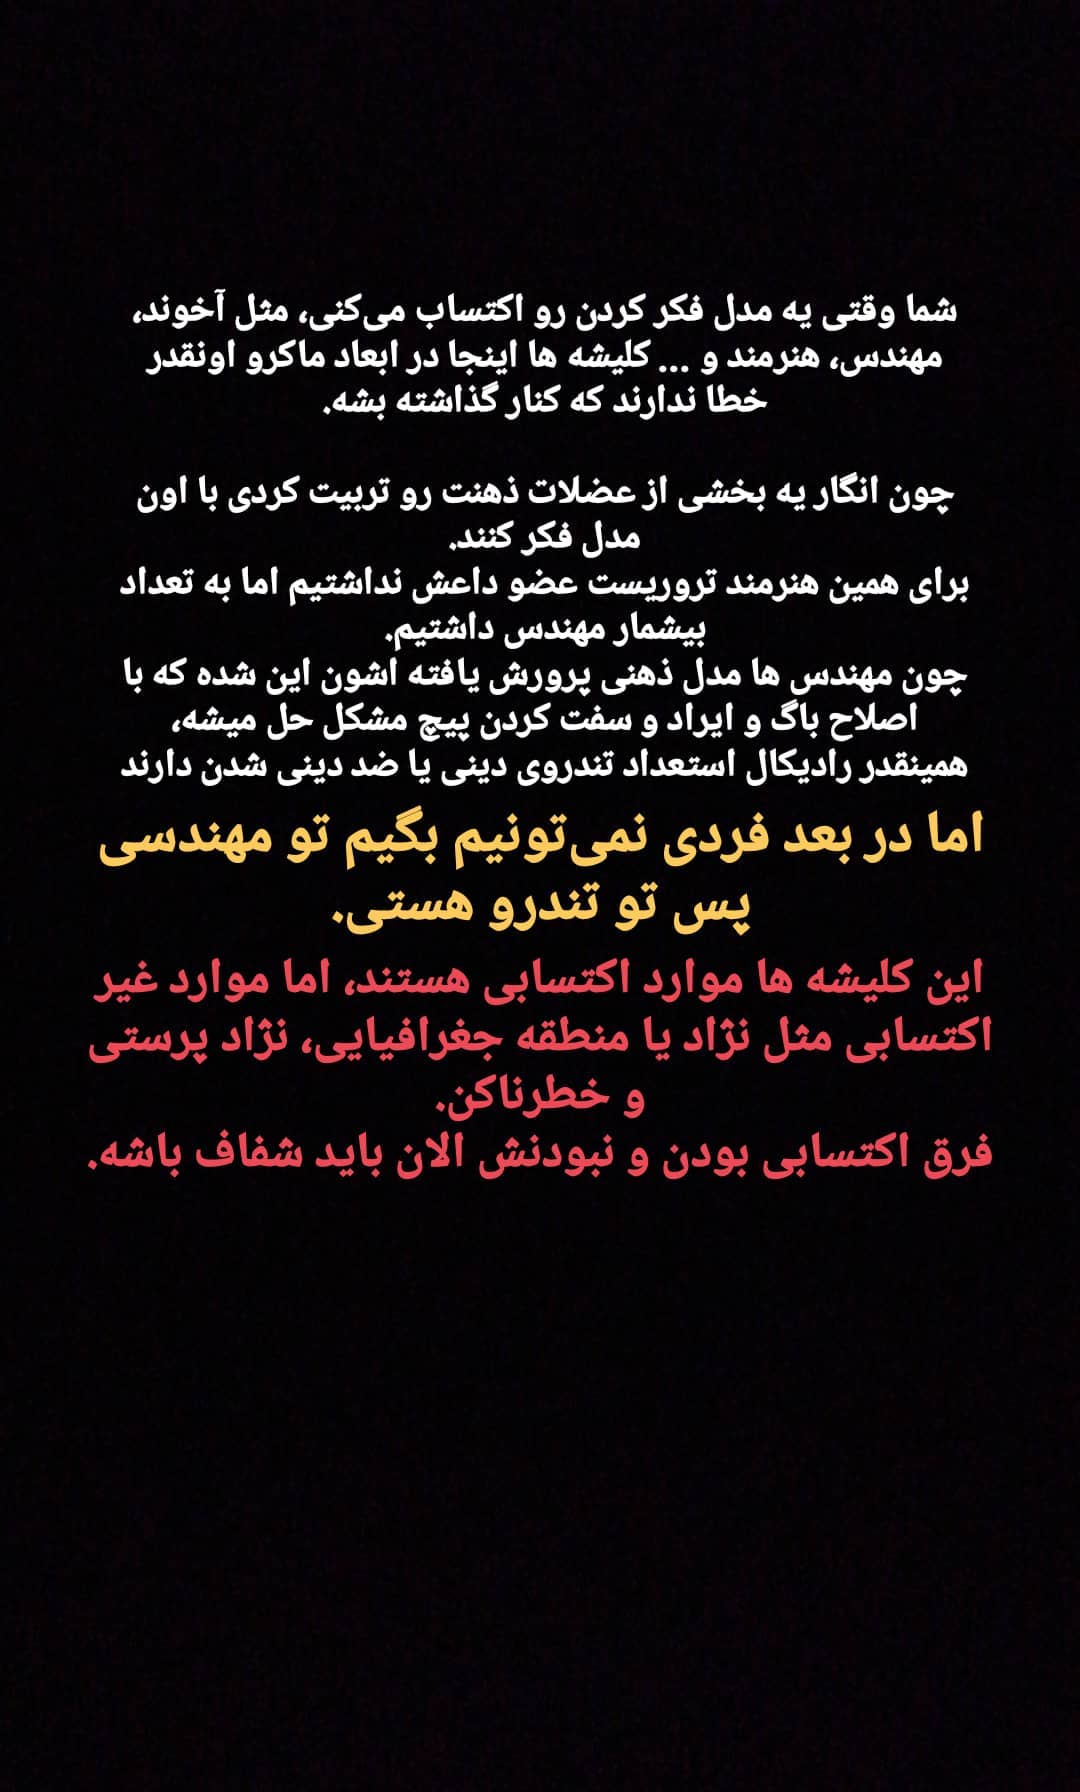 شما وقتی یه مدل فکر کردن رو اکتساب می‌کنی، مثل آخوند،
مهندس، هنرمند و ... کلیشه ها اینجا در ابعاد ماکرو اونقدر
خطا ندارند که کنار گذاشته بشه.
چون انگار یه بخشی از عضلات ذهنت رو تربیت کردی با اون
مدل فکر کنند.
برای همین هنرمند تروریست عضو داعش نداشتیم اما به تعداد
بیشمار مهندس داشتیم.
چون مهندس ها مدل ذهنی پرورش یافته اشون این شده که با
اصلاح باگ و ایراد و سفت کردن پیچ مشکل حل میشه،
همینقدر رادیکال استعداد تندروی دینی یا ضد دینی شدن دارند
اما در بعد فردی نمی‌تونیم بگیم تو مهندسی
پس تو تندرو هستی.
این کلیشه ها موارد اکتسابی هستند، اما موارد غیر
اکتسابی مثل نژاد یا منطقه جغرافیایی، نژاد پرستی
و خطرناکن.
فرق اکتسابی بودن و نبودنش الان باید شفاف باشه.